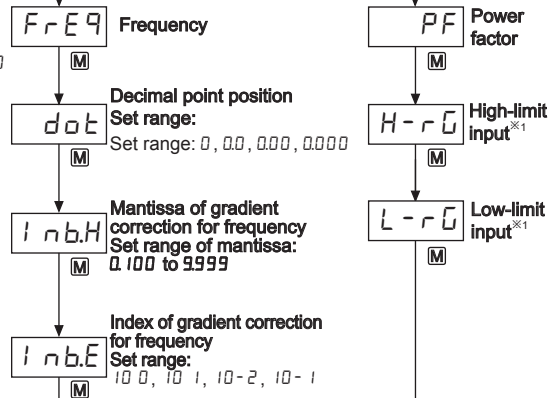 FrEq
Frequency
M
dot
Decimal point position
Set range:
Set range: 0, 0.0, 0.00, 0.000
M
Inb.H
Mantissa of gradient
correction for frequency
Set range of mantissa:
0.100 to 9.999
M
Inb.E
Index of gradient correction
for frequency
Set range:
10 0, 10 1, 10-2, 10-1
M
PF
Power
factor
M
H-rG
High-limit
input※1
M
L-rG
Low-limit
input※1
M